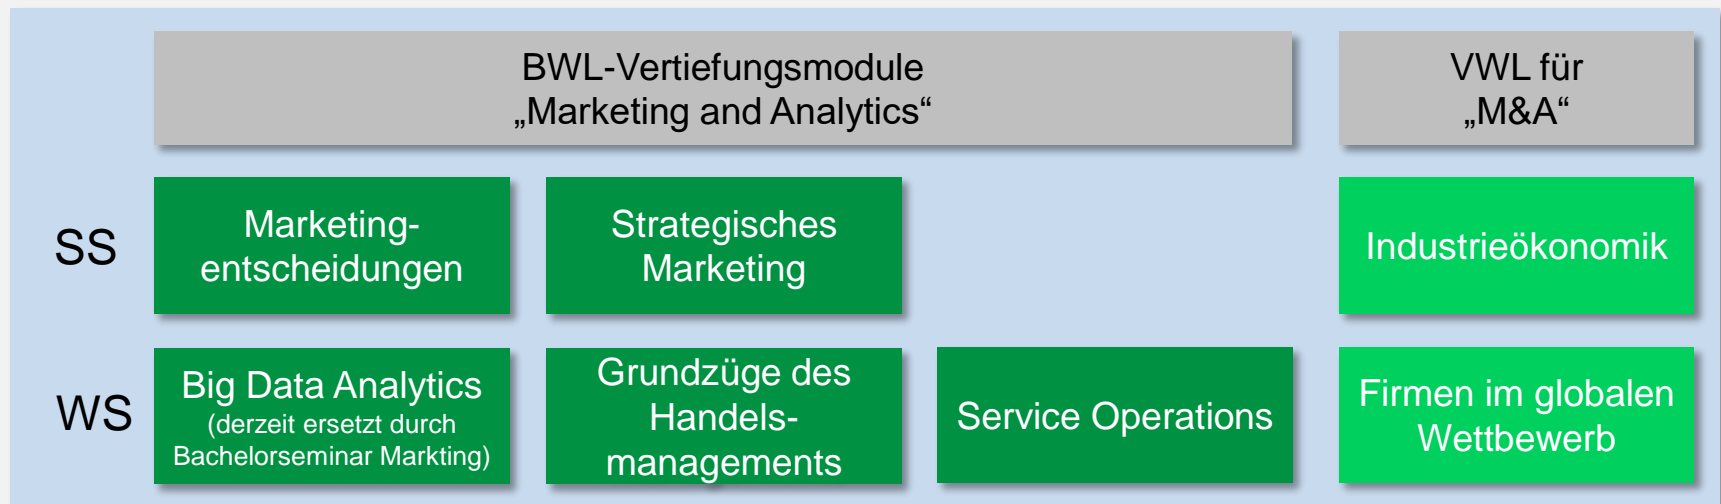 BWL-Vertiefungsmodule
„Marketing and Analytics“
VWL für
„M&A“
SS
Marketing-
entscheidungen
Strategisches
Marketing
Industrieökonomik
WS
Big Data Analytics
(derzeit ersetzt durch
Bachelorseminar Markting)
Grundzüge des
Handels-
managements
Service Operations
Firmen im globalen
Wettbewerb